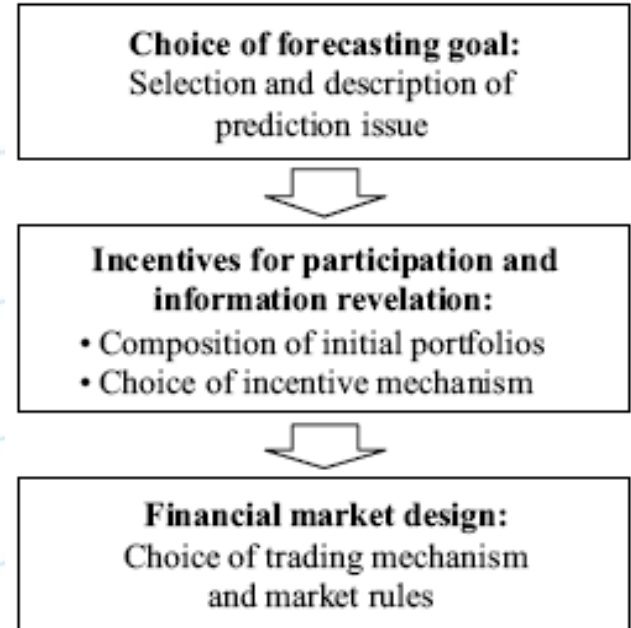 Choice of forecasting goal:
Selection and description of
prediction issue
Incentives for participation and
information revelation:
• Composition of initial portfolios
• Choice of incentive mechanism
Financial market design:
Choice of trading mechanism
and market rules